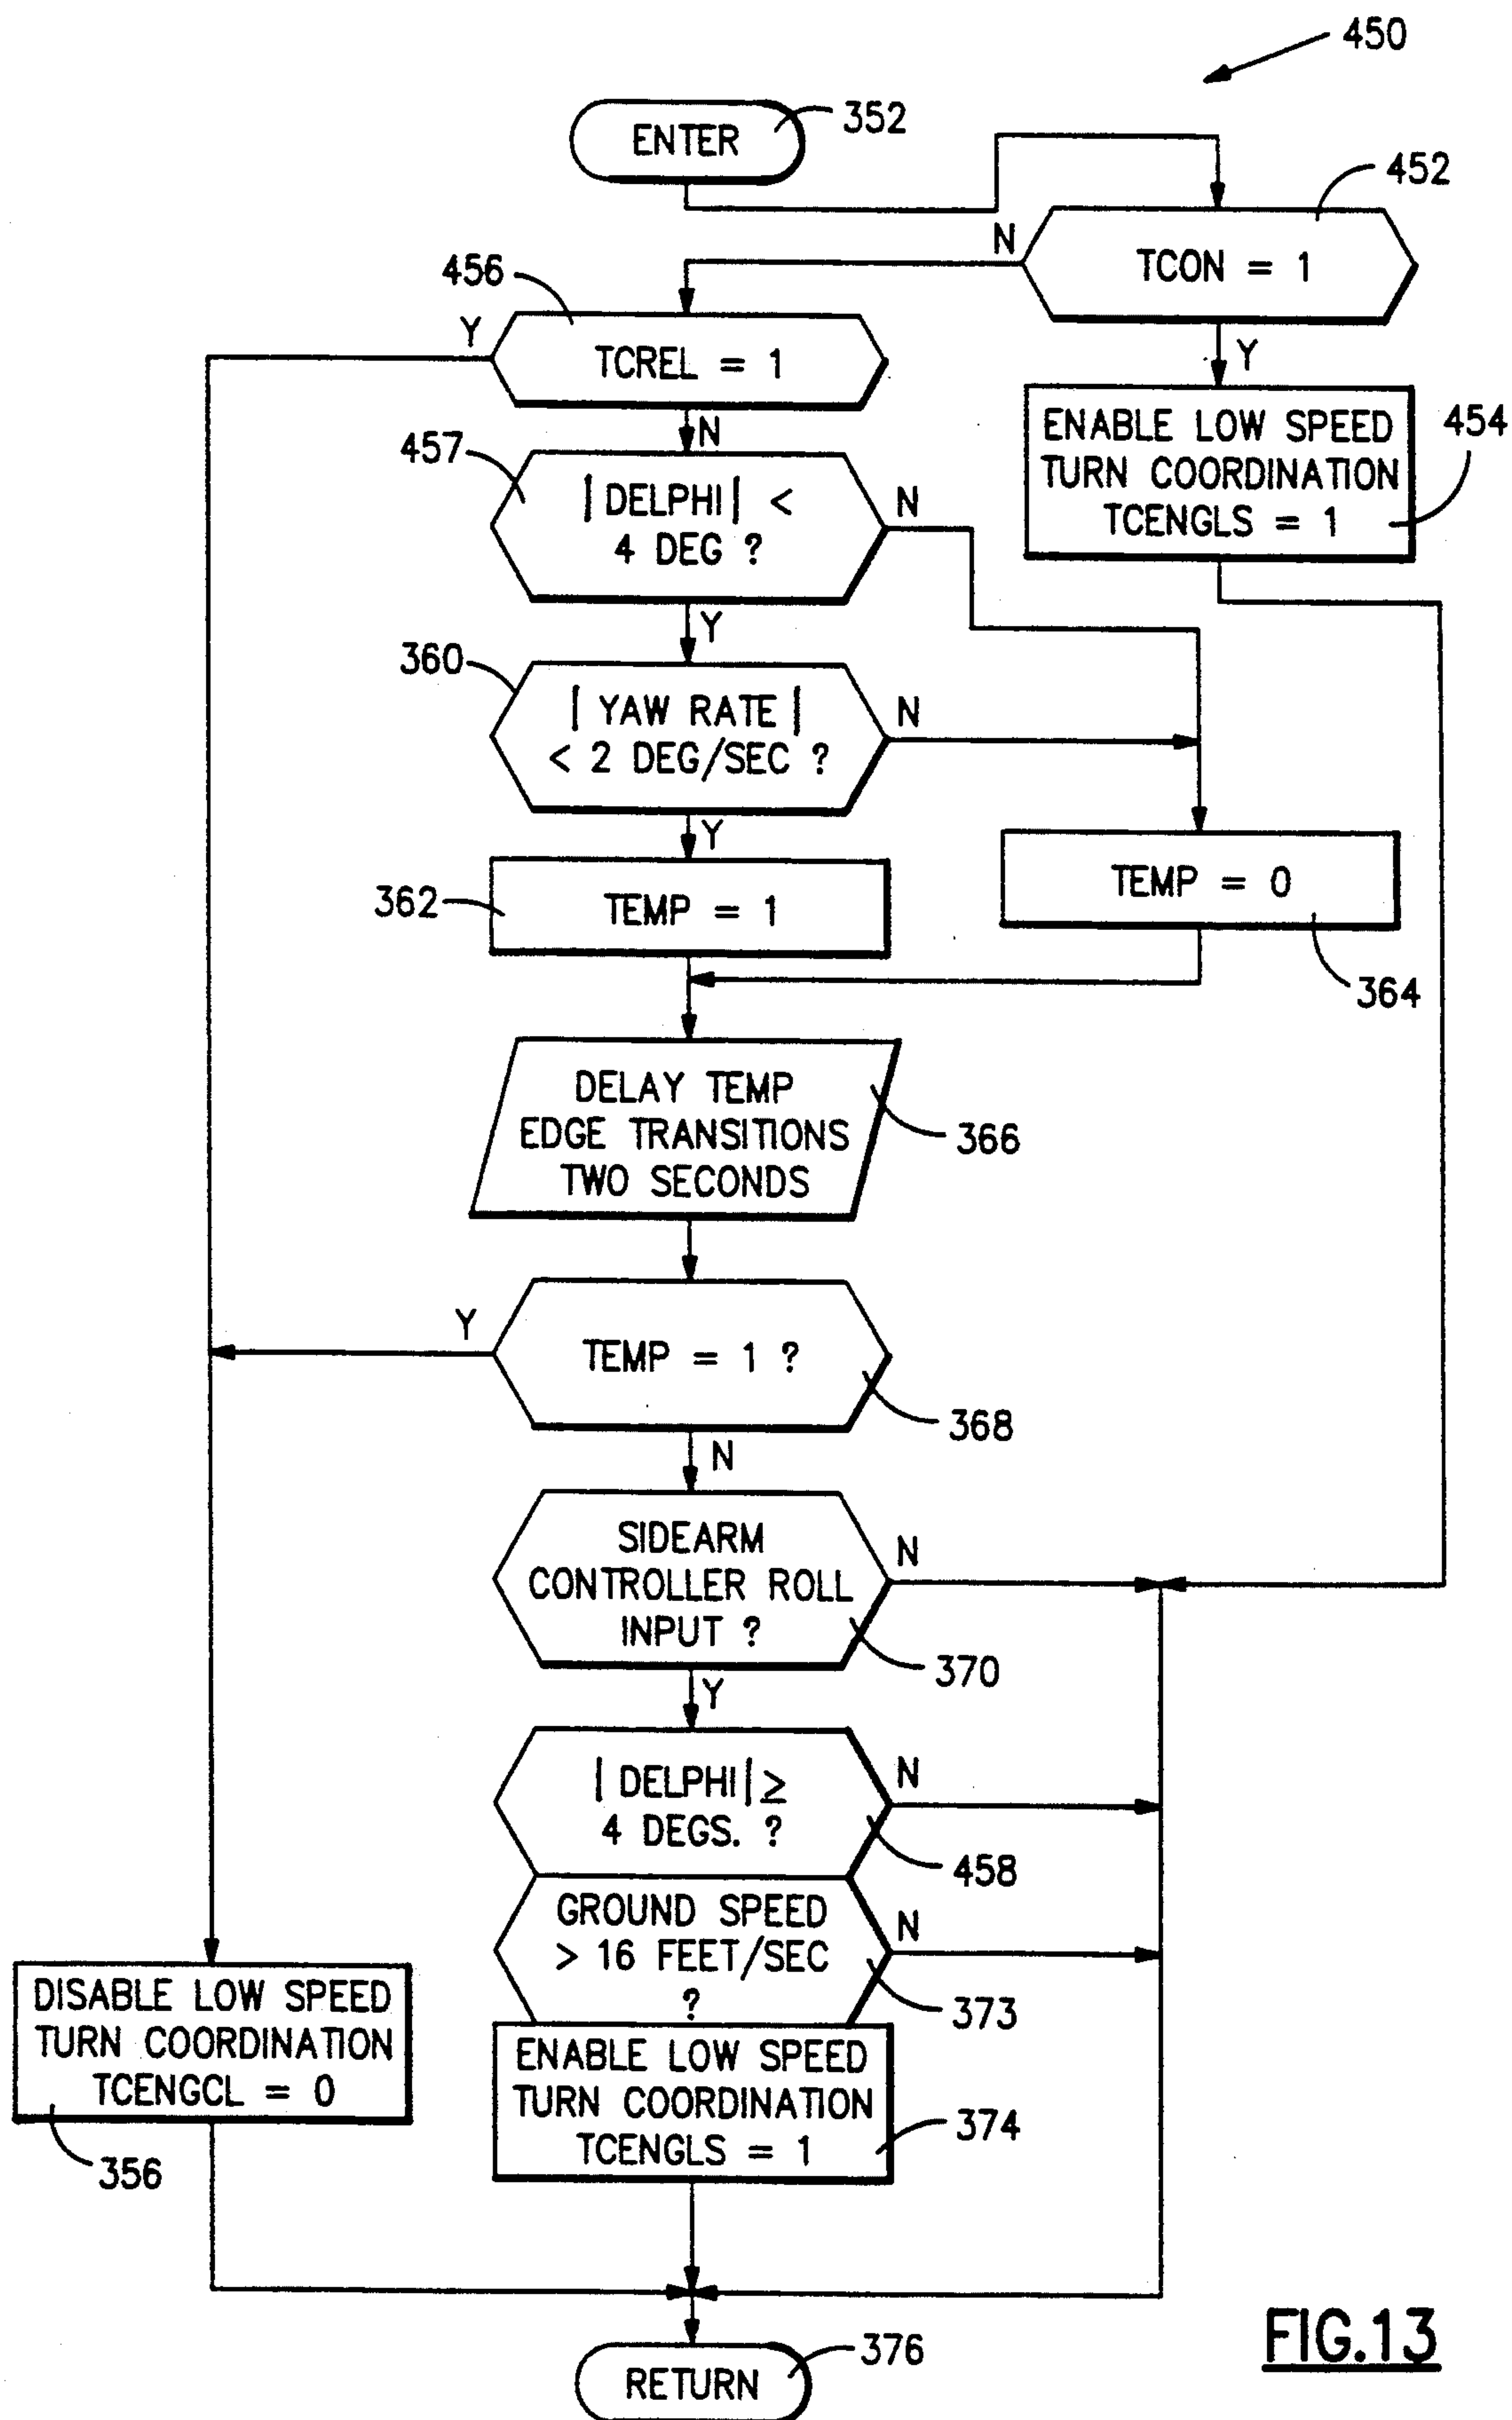 450
ENTER
352
452
N
TCON = 1
456
Y
TCREL = 1
Y
N
ENABLE LOW SPEED
TURN COORDINATION
TCENGLS = 1
454
457
| DELPHI | <
4 DEG ?
N
Y
360
| YAW RATE |
< 2 DEG/SEC ?
N
Y
362
TEMP = 1
TEMP = 0
364
DELAY TEMP
EDGE TRANSITIONS
TWO SECONDS
366
Y
TEMP = 1 ?
368
N
SIDEARM
CONTROLLER ROLL
INPUT ?
N
370
Y
| DELPHI | ≥
4 DEGS. ?
N
458
GROUND SPEED
> 16 FEET/SEC
?
N
373
DISABLE LOW SPEED
TURN COORDINATION
TCENGCL = 0
356
ENABLE LOW SPEED
TURN COORDINATION
TCENGLS = 1
374
RETURN
376
FIG.13